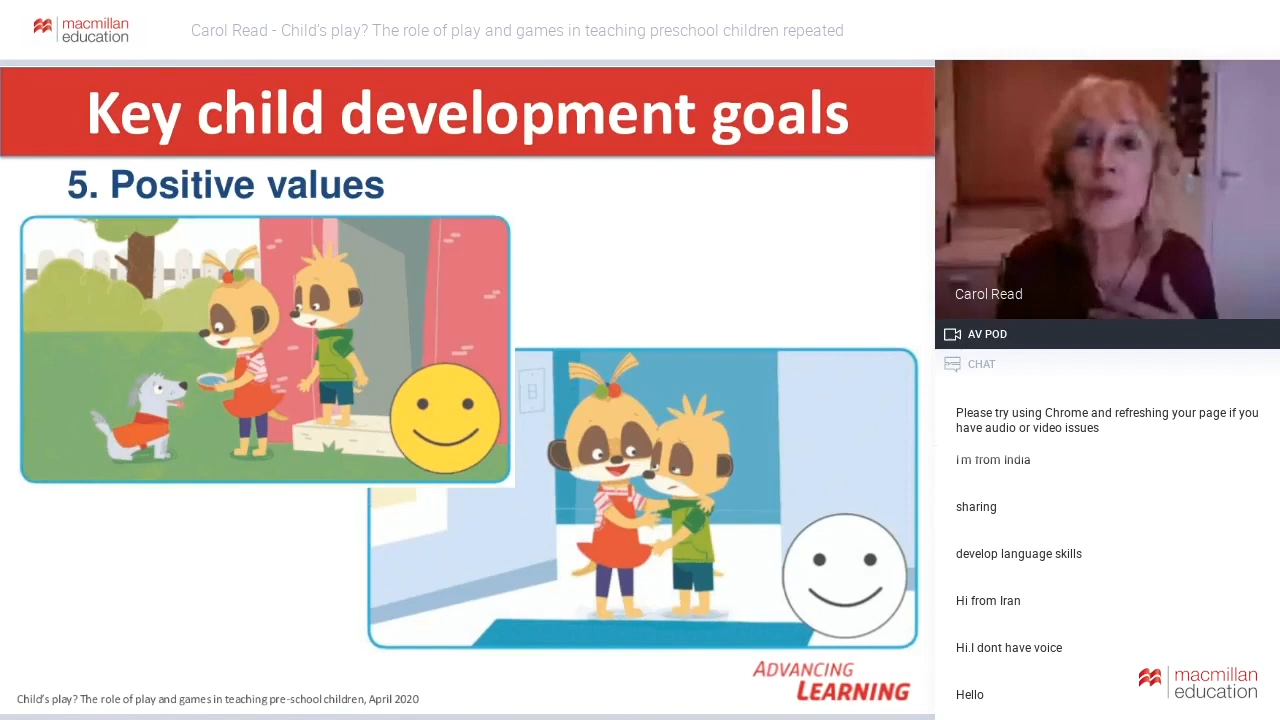 macmillan
education
Carol Read - Child's play? The role of play and games in teaching preschool children repeated
Key child development goals
5. Positive values
ADVANCING
LEARNING
Child's play? The role of play and games in teaching pre-school children, April 2020
Carol Read
AV POD
CHAT
Please try using Chrome and refreshing your page if you
have audio or video issues
I'm from India
sharing
develop language skills
Hi from Iran
Hi.I dont have voice
Hello
macmillan
education